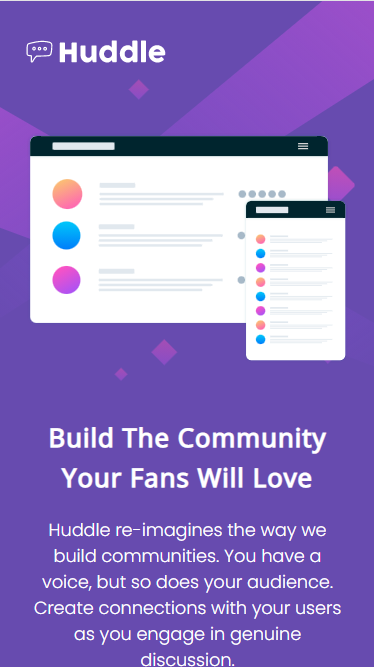 Huddle
Build The Community
Your Fans Will Love
Huddle re-imagines the way we
build communities. You have a
voice, but so does your audience.
Create connections with your users
as you engage in genuine
discussion.